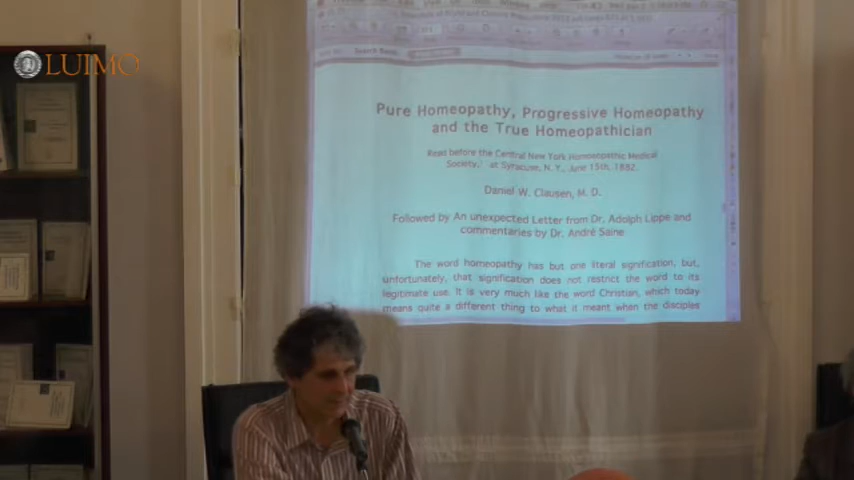 LUIMO
Pure Homeopathy, Progressive Homeopathy
and the True Homeopathician
Read before the Central New York Homoeopathic Medical
Society, at Syracuse, N. Y., June 15th, 1892.
Daniel W. Clausen, M. D.
Followed by An unexpected Letter from Dr. Adolph Lippe and
commentaries by Dr. André Saine
The word homeopathy has but one literal signification, but,
unfortunately, that signification does not restrict the word to its
legitimate use. It is very much like the word Christian, which today
means quite a different thing to what it meant when the disciples